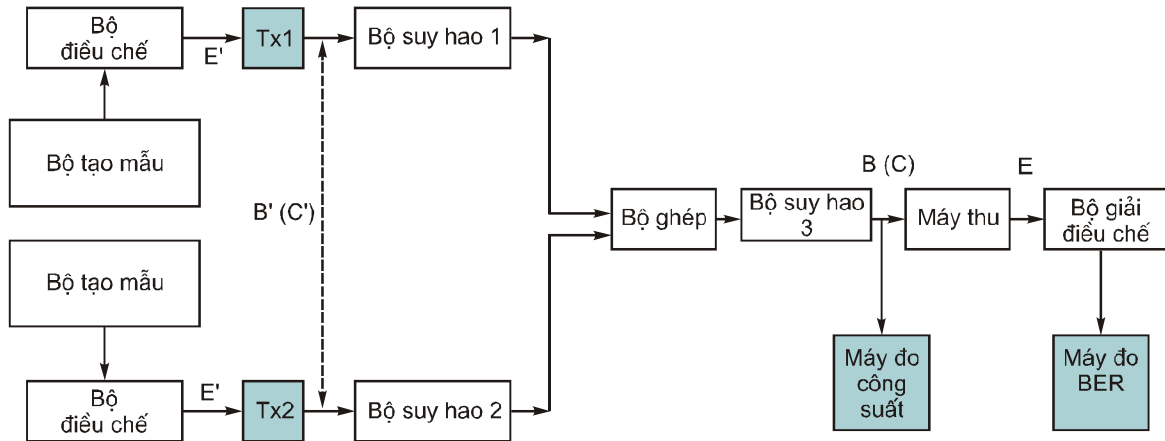 Bộ
điều chế
E'
Tx1
Bộ suy hao 1
Bộ tạo mẫu
B' (C')
Bộ tạo mẫu
Bộ
điều chế
E'
Tx2
Bộ suy hao 2
Bộ ghép
Bộ suy hao
3
B (C)
Máy thu
E
Bộ giải
điều chế
Máy đo
công
suất
Máy đo
BER